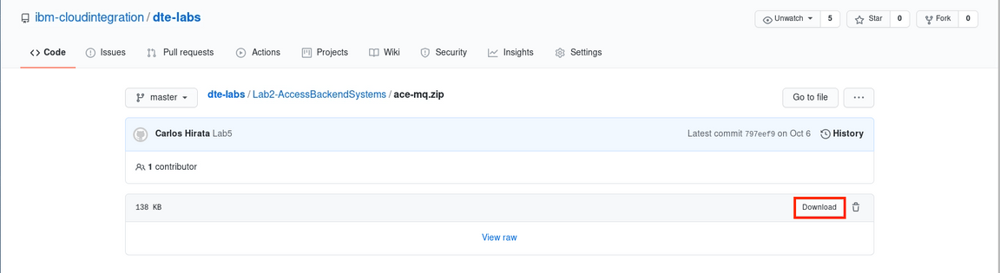 ibm-cloudintegration / dte-labs
Unwatch 5 Star 0 Fork 0
Code Issues Pull requests Actions Projects Wiki Security Insights Settings
master dte-labs / Lab2-AccessBackendSystems / ace-mq.zip Go to file ...
Carlos Hirata Lab5 Latest commit 797eef9 on Oct 6 History
1 contributor
138 KB Download
View raw